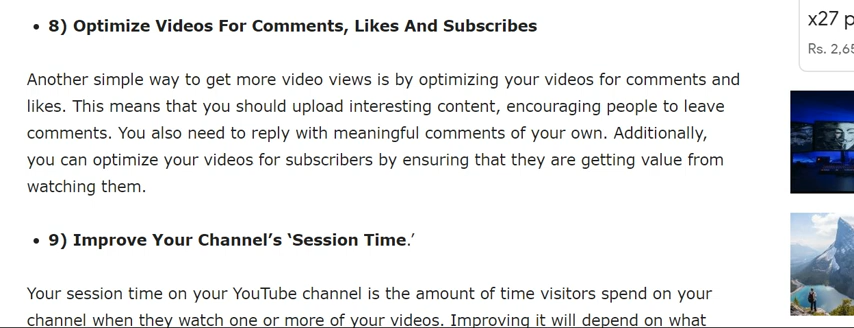 8) Optimize Videos For Comments, Likes And Subscribes
Another simple way to get more video views is by optimizing your videos for comments and
likes. This means that you should upload interesting content, encouraging people to leave
comments. You also need to reply with meaningful comments of your own. Additionally,
you can optimize your videos for subscribers by ensuring that they are getting value from
watching them.
9) Improve Your Channel’s ‘Session Time.’
Your session time on your YouTube channel is the amount of time visitors spend on your
channel when they watch one or more of your videos. Improving it will depend on what
x27 p
Rs. 2,65